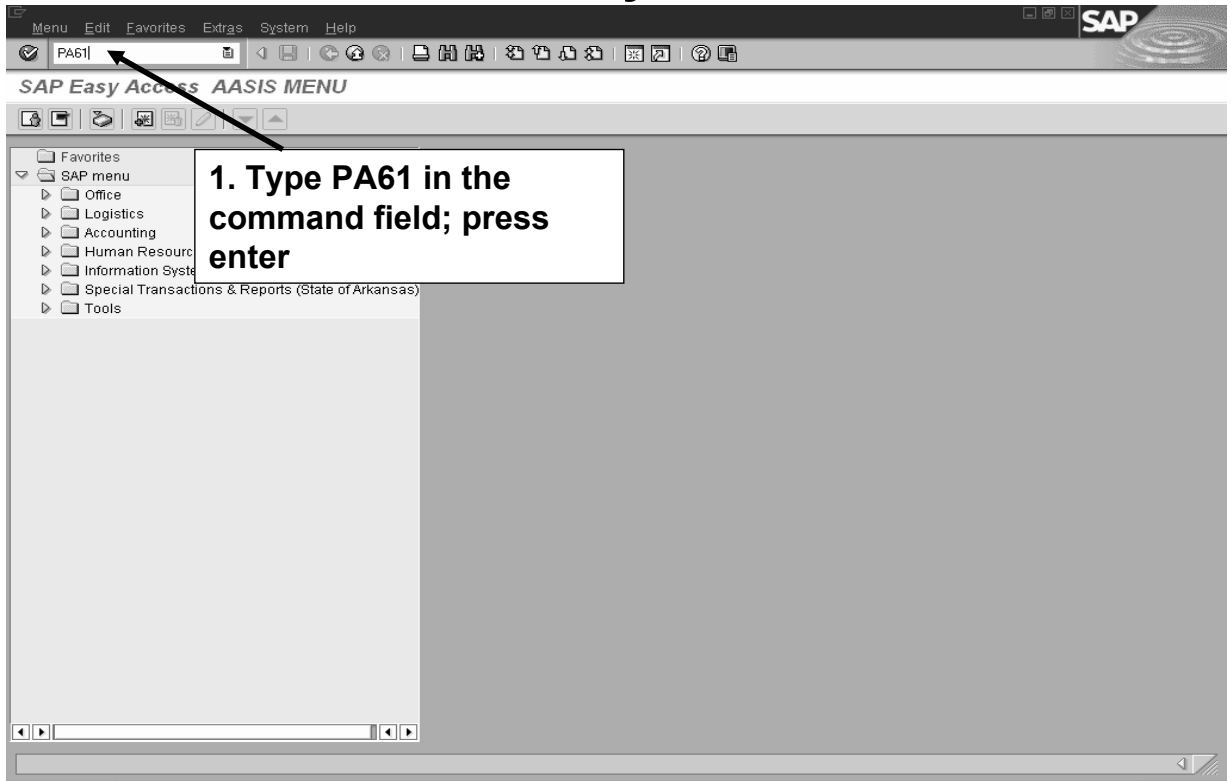 Menu Edit Favorites Extras System Help
SAP
PA61
SAP Easy Access AASIS MENU
Favorites
SAP menu
Office
Logistics
Accounting
Human Resourc
Information Syste
Special Transactions & Reports (State of Arkansas)
Tools
1. Type PA61 in the
command field; press
enter